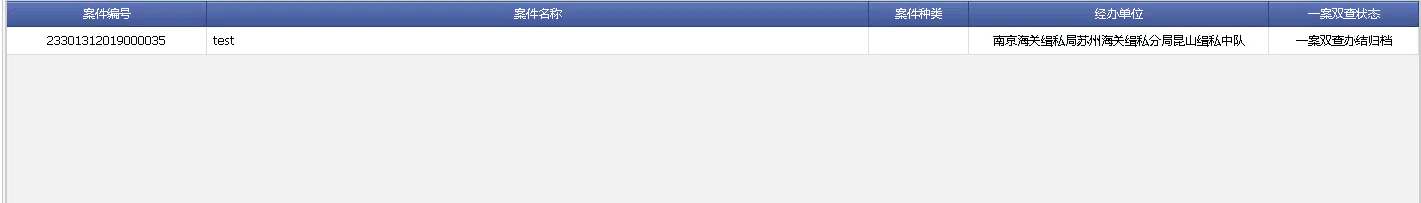 案件编号 案件名称 案件种类 经办单位 一案双查状态
23301312019000035 test 南京海关缉私局苏州海关缉私分局昆山缉私中队 一案双查办结归档